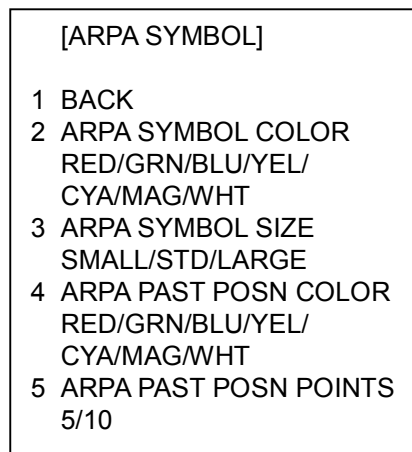 [ARPA SYMBOL]
1 BACK
2 ARPA SYMBOL COLOR
RED/GRN/BLU/YEL/
CYA/MAG/WHT
3 ARPA SYMBOL SIZE
SMALL/STD/LARGE
4 ARPA PAST POSN COLOR
RED/GRN/BLU/YEL/
CYA/MAG/WHT
5 ARPA PAST POSN POINTS
5/10